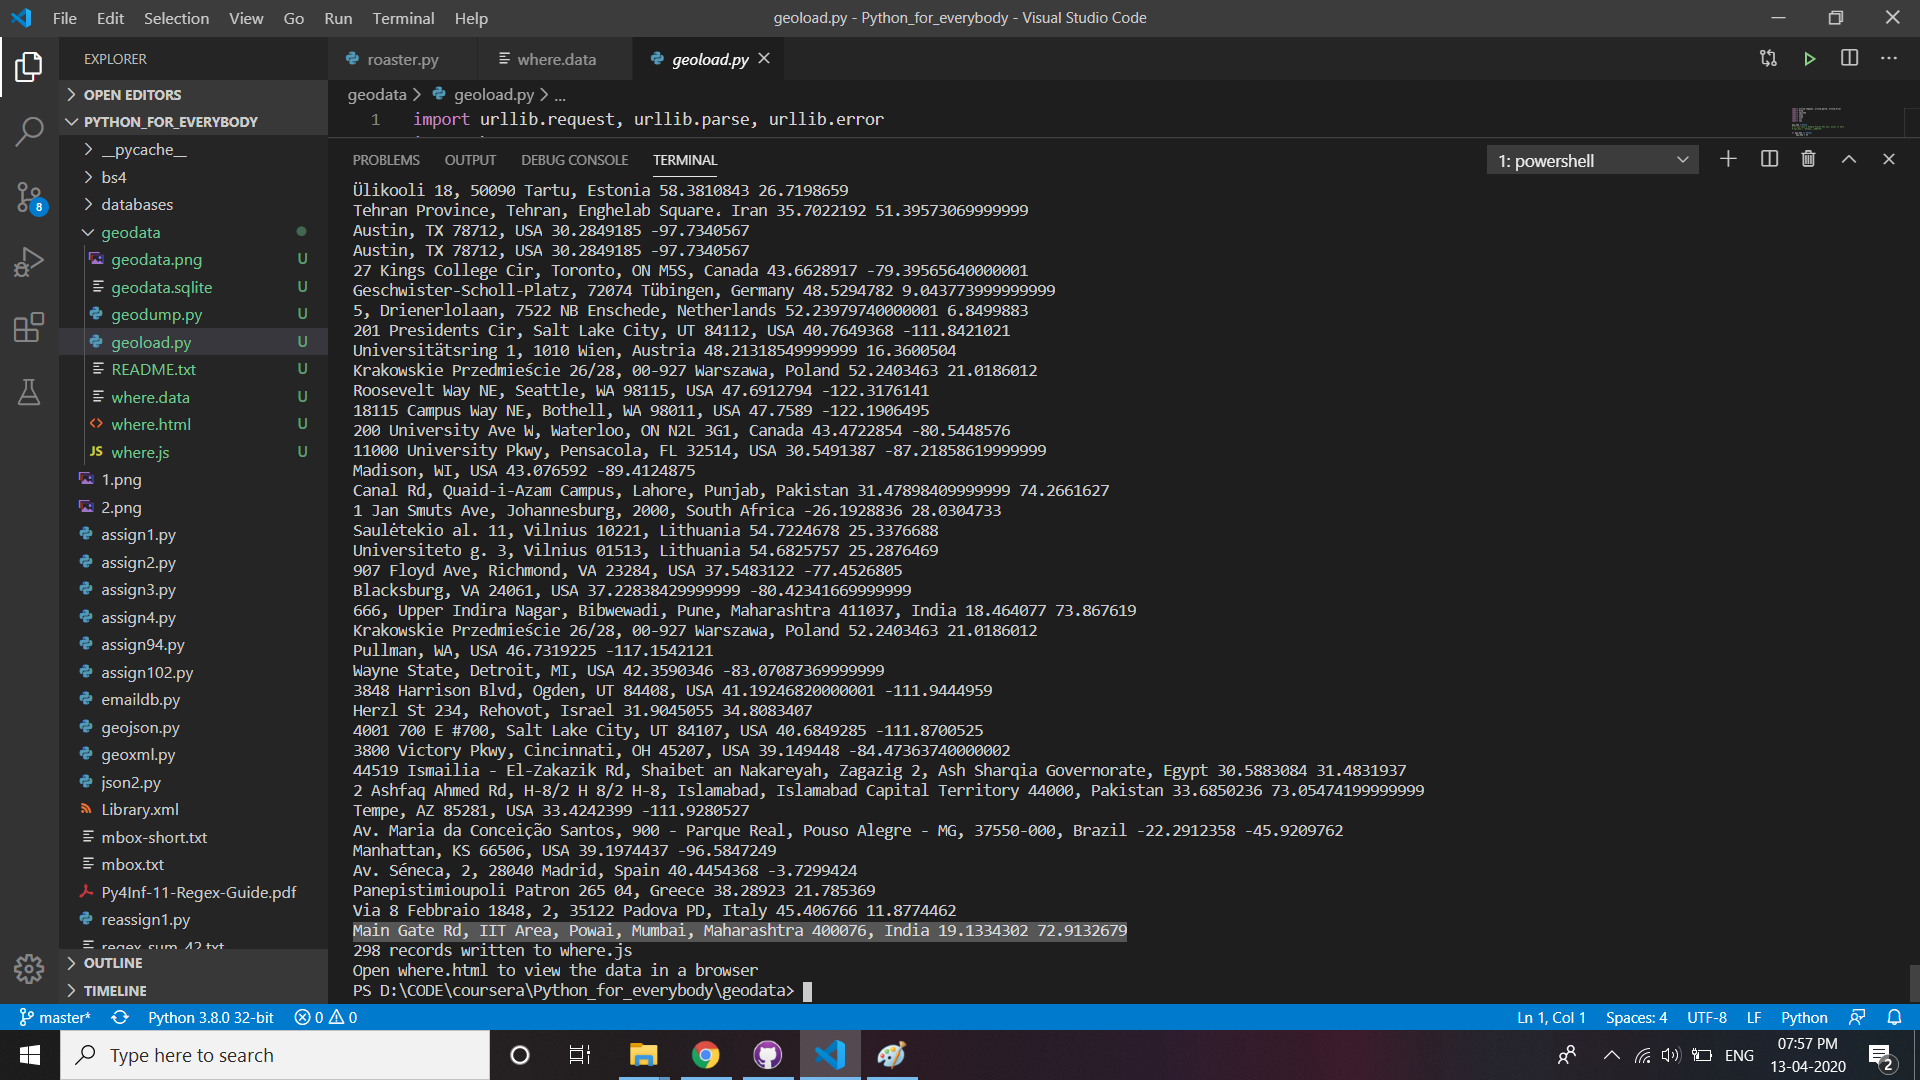 File Edit Selection View Go Run Terminal Help
geoload.py - Python_for_everybody - Visual Studio Code
EXPLORER
OPEN EDITORS
PYTHON_FOR_EVERYBODY
__pycache__
bs4
databases
geodata
geodata.png U
geodata.sqlite U
geodump.py U
geoload.py U
README.txt U
where.data U
where.html U
JS where.js U
1.png
2.png
assign1.py
assign2.py
assign3.py
assign4.py
assign94.py
assign102.py
emaildb.py
geojson.py
geoxml.py
json2.py
Library.xml
mbox-short.txt
mbox.txt
Py4Inf-11-Regex-Guide.pdf
reassign1.py
regex_sum_42.txt
OUTLINE
TIMELINE
8
roaster.py where.data geoload.py
geodata > geoload.py > ...
1 import urllib.request, urllib.parse, urllib.error
PROBLEMS OUTPUT DEBUG CONSOLE TERMINAL
1: powershell
Ülikooli 18, 50090 Tartu, Estonia 58.3810843 26.7198659
Tehran Province, Tehran, Enghelab Square، Iran 35.7022192 51.39573069999999
Austin, TX 78712, USA 30.2849185 -97.7340567
Austin, TX 78712, USA 30.2849185 -97.7340567
27 Kings College Cir, Toronto, ON M5S, Canada 43.6628917 -79.39565640000001
Geschwister-Scholl-Platz, 72074 Tübingen, Germany 48.5294782 9.043773999999999
5, Drienerlolaan, 7522 NB Enschede, Netherlands 52.23979740000001 6.8499883
201 Presidents Cir, Salt Lake City, UT 84112, USA 40.7649368 -111.8421021
Universitätsring 1, 1010 Wien, Austria 48.21318549999999 16.3600504
Krakowskie Przedmieście 26/28, 00-927 Warszawa, Poland 52.2403463 21.0186012
Roosevelt Way NE, Seattle, WA 98115, USA 47.6912794 -122.3176141
18115 Campus Way NE, Bothell, WA 98011, USA 47.7589 -122.1906495
200 University Ave W, Waterloo, ON N2L 3G1, Canada 43.4722854 -80.5448576
11000 University Pkwy, Pensacola, FL 32514, USA 30.5491387 -87.21858619999999
Madison, WI, USA 43.076592 -89.4124875
Canal Rd, Quaid-i-Azam Campus, Lahore, Punjab, Pakistan 31.47898409999999 74.2661627
1 Jan Smuts Ave, Johannesburg, 2000, South Africa -26.1928836 28.0304733
Saulėtekio al. 11, Vilnius 10221, Lithuania 54.7224678 25.3376688
Universiteto g. 3, Vilnius 01513, Lithuania 54.6825757 25.2876469
907 Floyd Ave, Richmond, VA 23284, USA 37.5483122 -77.4526805
Blacksburg, VA 24061, USA 37.22838429999999 -80.42341669999999
666, Upper Indira Nagar, Bibwewadi, Pune, Maharashtra 411037, India 18.464077 73.867619
Krakowskie Przedmieście 26/28, 00-927 Warszawa, Poland 52.2403463 21.0186012
Pullman, WA, USA 46.7319225 -117.1542121
Wayne State, Detroit, MI, USA 42.3590346 -83.07087369999999
3848 Harrison Blvd, Ogden, UT 84408, USA 41.19246820000001 -111.9444959
Herzl St 234, Rehovot, Israel 31.9045055 34.8083407
4001 700 E #700, Salt Lake City, UT 84107, USA 40.6849285 -111.8700525
3800 Victory Pkwy, Cincinnati, OH 45207, USA 39.149448 -84.47363740000002
44519 Ismailia - El-Zakazik Rd, Shaibet an Nakareyah, Zagazig 2, Ash Sharqia Governorate, Egypt 30.5883084 31.4831937
2 Ashfaq Ahmed Rd, H-8/2 H 8/2 H-8, Islamabad, Islamabad Capital Territory 44000, Pakistan 33.6850236 73.05474199999999
Tempe, AZ 85281, USA 33.4242399 -111.9280527
Av. Maria da Conceição Santos, 900 - Parque Real, Pouso Alegre - MG, 37550-000, Brazil -22.2912358 -45.9209762
Manhattan, KS 66506, USA 39.1974437 -96.5847249
Av. Séneca, 2, 28040 Madrid, Spain 40.4454368 -3.7299424
Panepistimioupoli Patron 265 04, Greece 38.28923 21.785369
Via 8 Febbraio 1848, 2, 35122 Padova PD, Italy 45.406766 11.8774462
Main Gate Rd, IIT Area, Powai, Mumbai, Maharashtra 400076, India 19.1334302 72.9132679
298 records written to where.js
Open where.html to view the data in a browser
PS D:\CODE\coursera\Python_for_everybody\geodata>
master* Python 3.8.0 32-bit 0 0 Ln 1, Col 1 Spaces: 4 UTF-8 LF Python
Type here to search
ENG
07:57 PM
13-04-2020
2